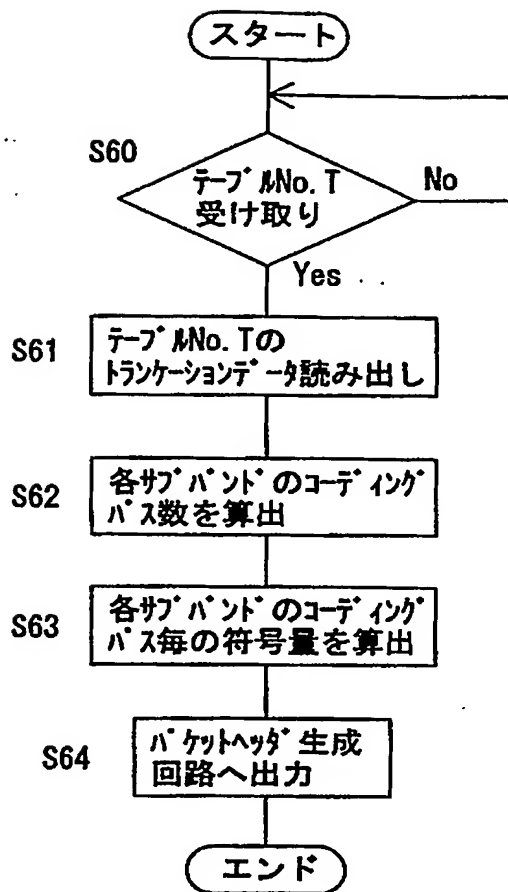 スタート
S60
テーブルNo. T
受け取り
No
Yes
S61
テーブルNo. Tの
トランケーションデータ読み出し
S62
各サブバンドのコーディング
パス数を算出
S63
各サブバンドのコーディング
パス毎の符号量を算出
S64
パケットヘッダ生成
回路へ出力
エンド